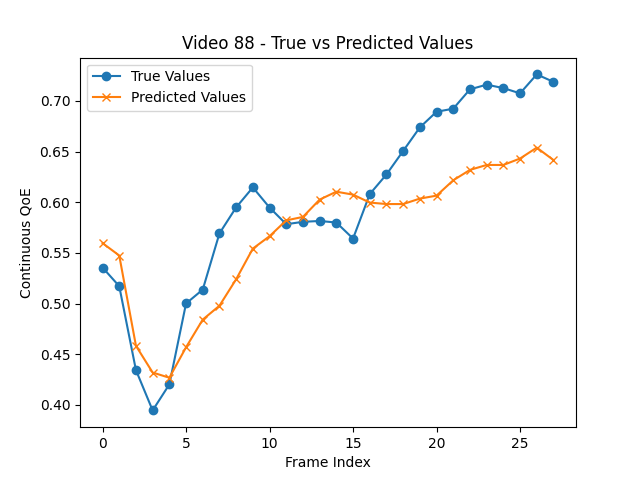 Video 88 - True vs Predicted Values
True Values
Predicted Values
0.70
0.65
0.60
0.55
0.50
0.45
0.40
Continuous QoE
0 5 10 15 20 25
Frame Index